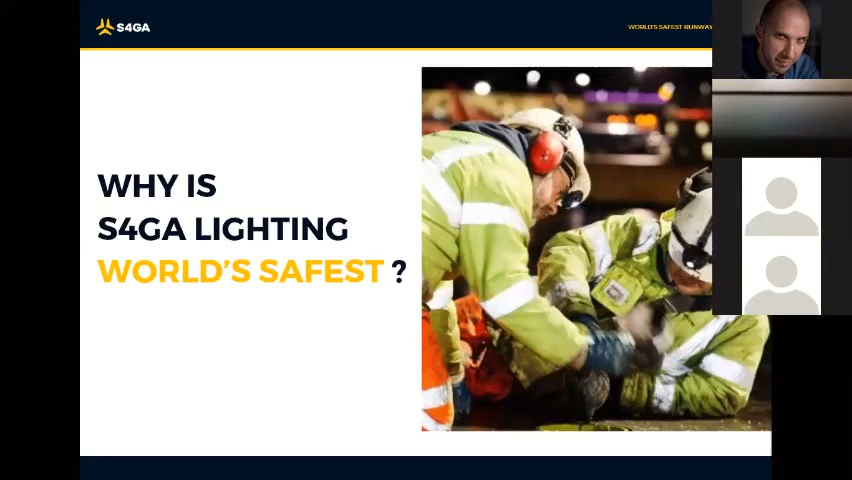 S4GA
WORLD'S SAFEST RUNWAY
WHY IS
S4GA LIGHTING
WORLD'S SAFEST ?